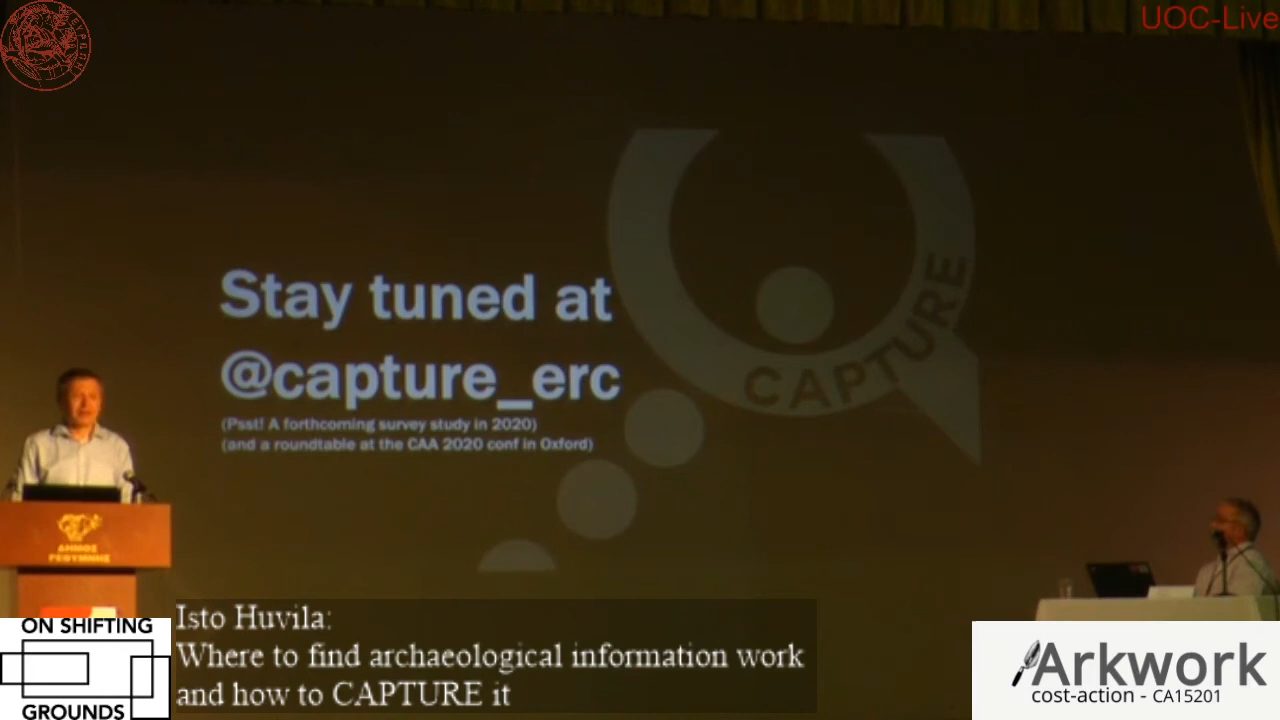 UOC-Live
CAPTURE
Stay tuned at
@capture_erc
(Psst! A forthcoming survey study in 2020)
(and a roundtable at the CAA 2020 conf in Oxford)
ΔΗΜΟΣ
ΡΕΘΥΜΝΗΣ
ON SHIFTING
GROUNDS
Isto Huvila:
Where to find archaeological information work
and how to CAPTURE it
Arkwork
cost-action - CA15201